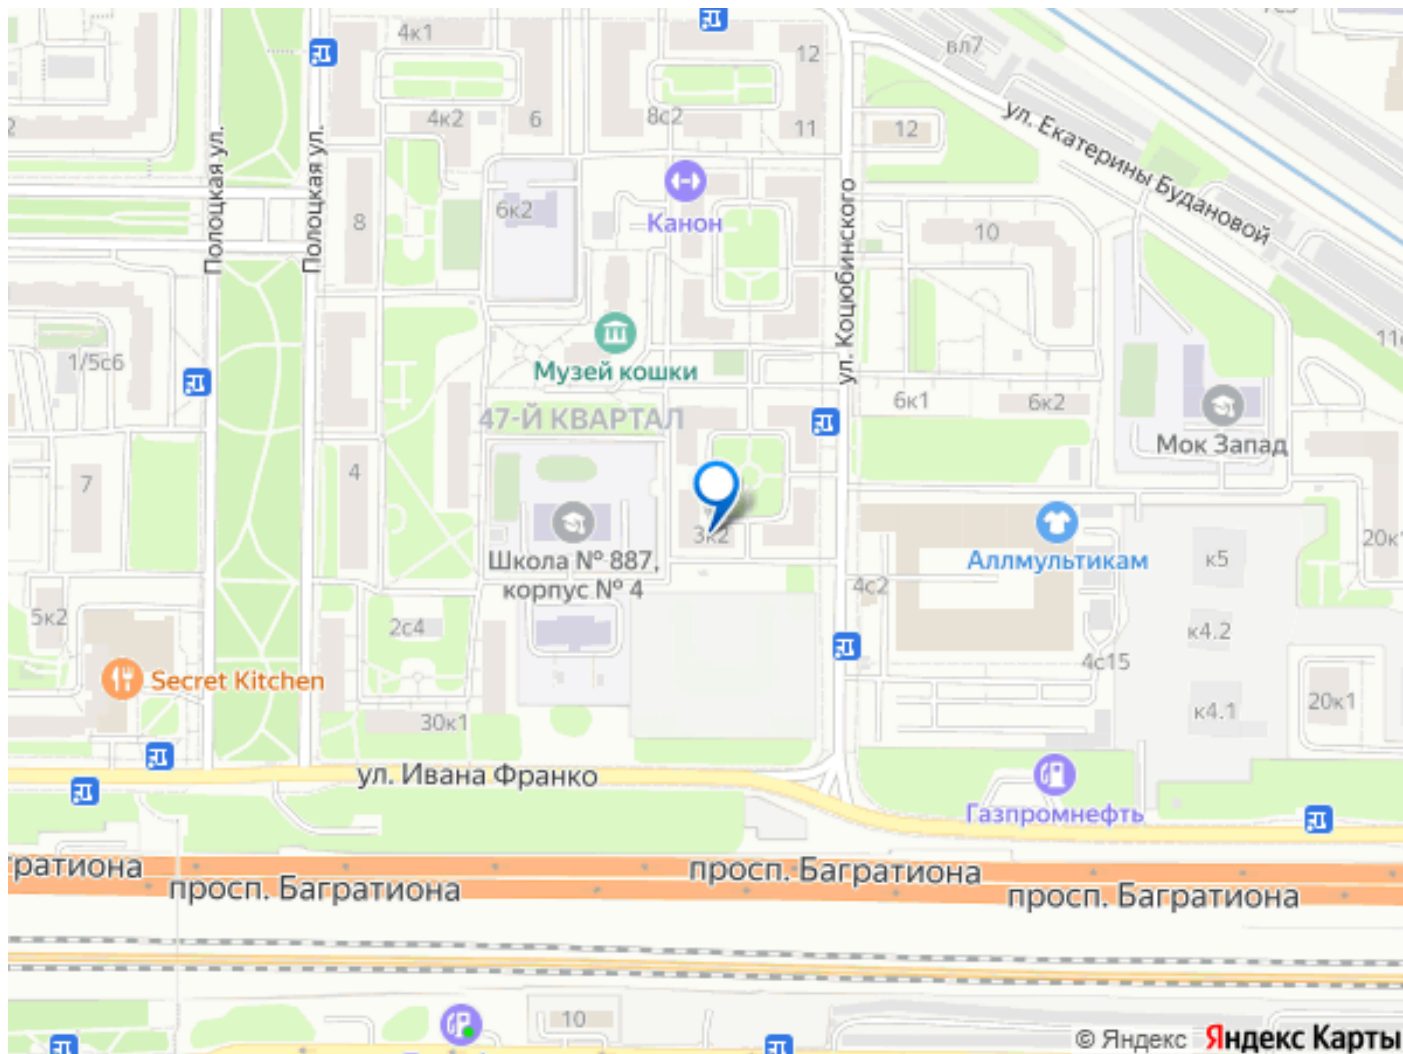 4к1
12
вл7
4к2
6
8с2
11
12
ул. Екатерины Будановой
Полоцкая ул.
Полоцкая ул.
8
6к2
Канон
ул. Коцюбинского
10
1/5с6
Музей кошки
47-Й КВАРТАЛ
6к1
6к2
Мок Запад
7
4
3к2
Школа № 887,
корпус № 4
Аллмультикам
к5
4с2
5к2
2с4
к4.2
4с15
Secret Kitchen
20к1
к4.1
30к1
ул. Ивана Франко
Газпромнефть
гратиона
просп. Багратиона
просп. Багратиона
просп. Багратиона
10
© Яндекс Яндекс Карты